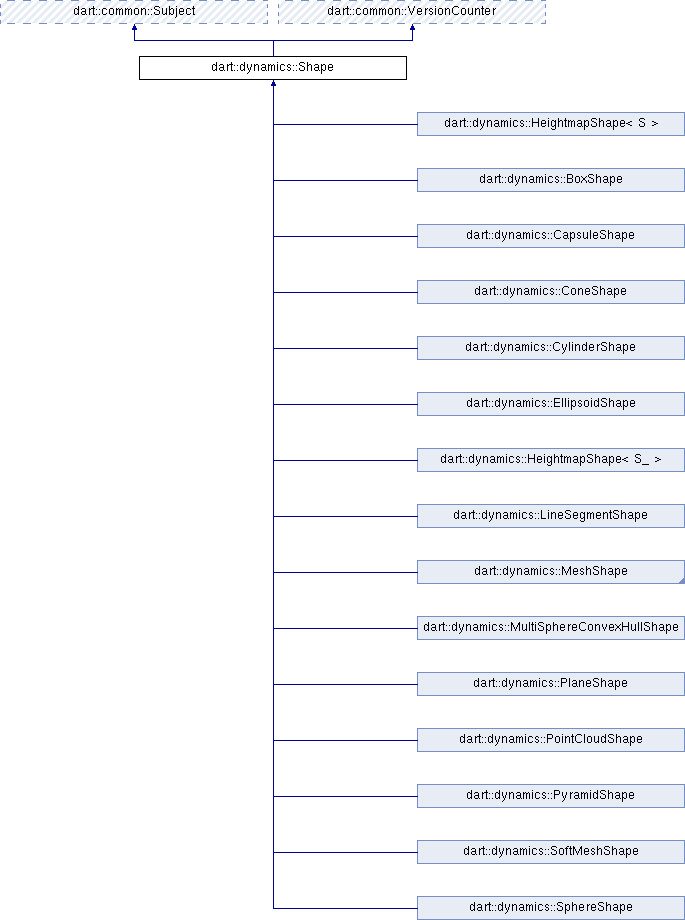 dart::common::Subject
dart::common::VersionCounter
dart::dynamics::Shape
dart::dynamics::HeightmapShape< S >
dart::dynamics::BoxShape
dart::dynamics::CapsuleShape
dart::dynamics::ConeShape
dart::dynamics::CylinderShape
dart::dynamics::EllipsoidShape
dart::dynamics::HeightmapShape< S_ >
dart::dynamics::LineSegmentShape
dart::dynamics::MeshShape
dart::dynamics::MultiSphereConvexHullShape
dart::dynamics::PlaneShape
dart::dynamics::PointCloudShape
dart::dynamics::PyramidShape
dart::dynamics::SoftMeshShape
dart::dynamics::SphereShape